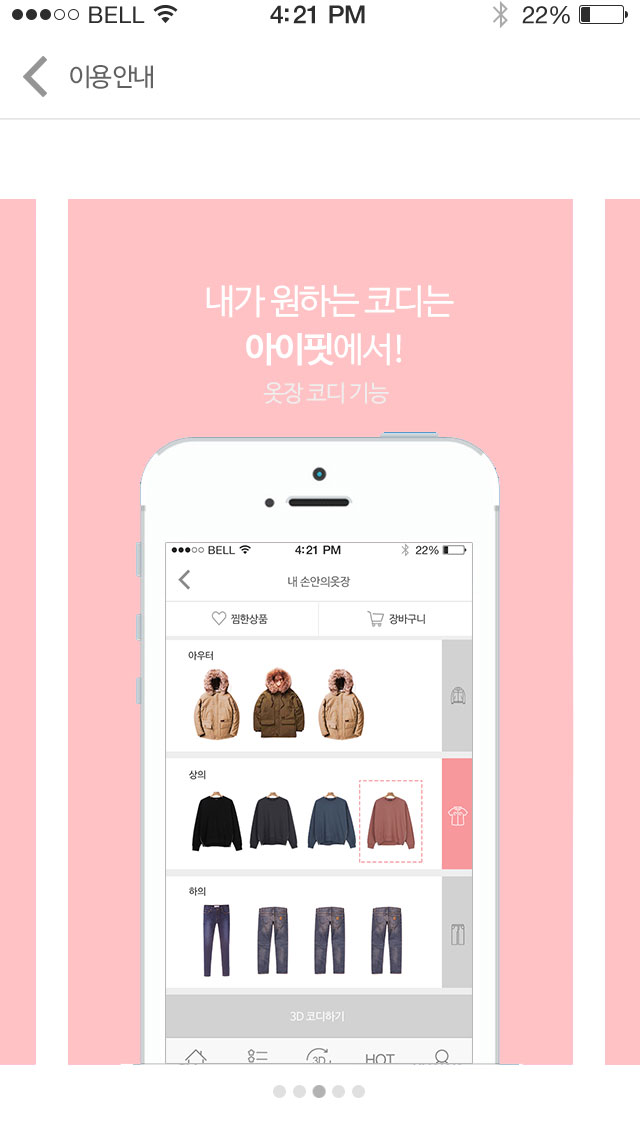 BELL 4:21 PM 22%
이용안내
내가 원하는 코디는
아이핏에서!
옷장 코디 기능
BELL 4:21 PM 22%
내 손안의옷장
찜한상품 장바구니
아우터
상의
하의
3D 코디하기
3D HOT